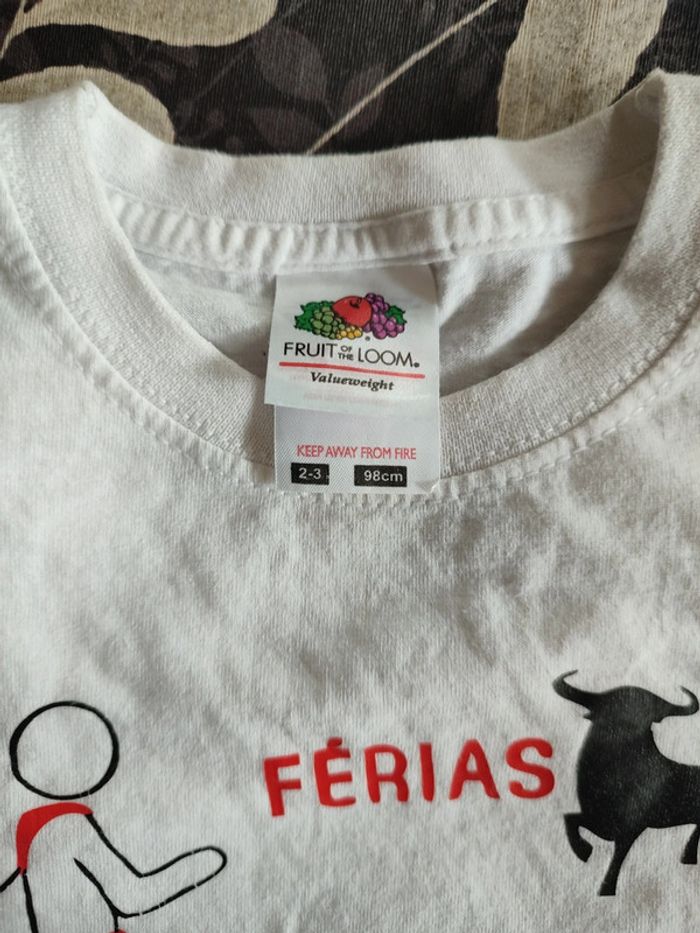 FRUIT OF THE LOOM®
Valueweight
KEEP AWAY FROM FIRE
2-3 98cm
FÉRIAS